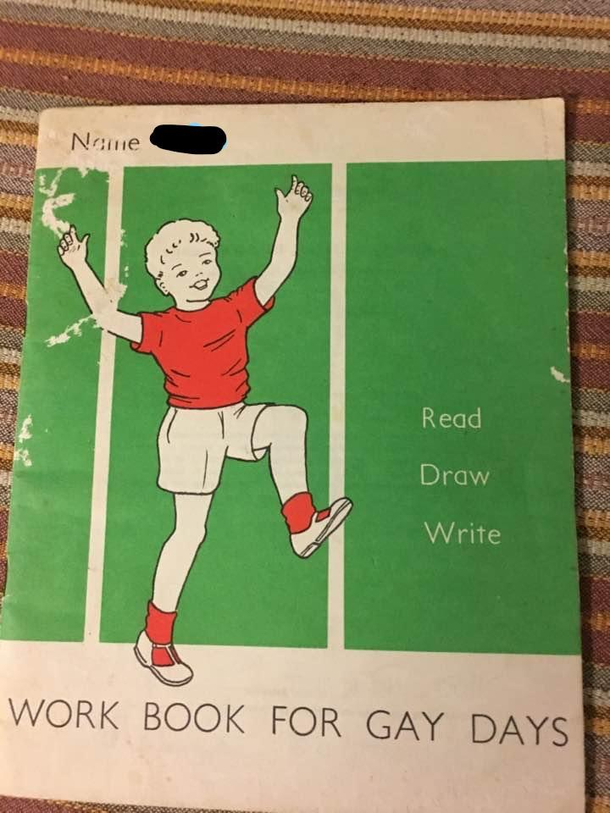 Name
Read
Draw
Write
WORK BOOK FOR GAY DAYS